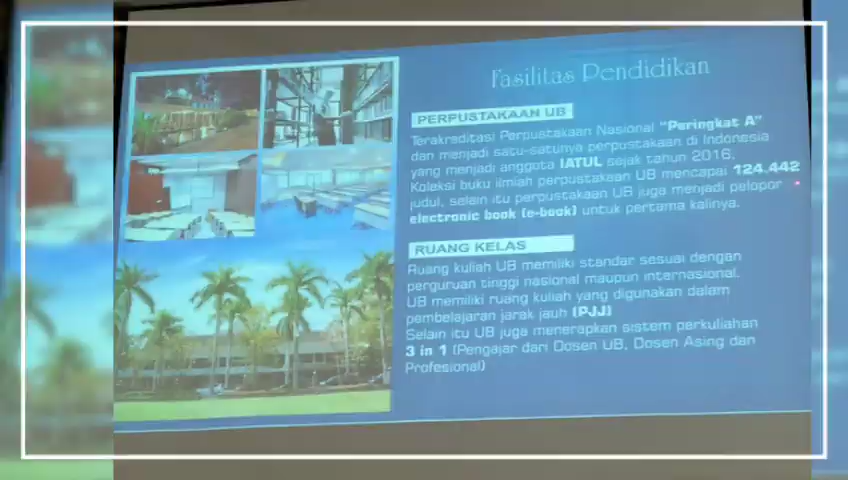 Fasilitas Pendidikan
PERPUSTAKAAN UB
Terakreditasi Perpustakaan Nasional "Peringkat A"
dan menjadi satu-satunya perpustakaan di Indonesia
yang menjadi anggota IATUL sejak tahun 2016.
Koleksi buku ilmiah perpustakaan UB mencapai 124.442
judul, selain itu perpustakaan UB juga menjadi pelopor
electronic book (e-book) untuk pertama kalinya.
RUANG KELAS
Ruang kuliah UB memiliki standar sesuai dengan
perguruan tinggi nasional maupun internasional.
UB memiliki ruang kuliah yang digunakan dalam
pembelajaran jarak jauh (PJJ)
Selain itu UB juga menerapkan sistem perkuliahan
3 in 1 (Pengajar dari Dosen UB, Dosen Asing dan
Profesional)